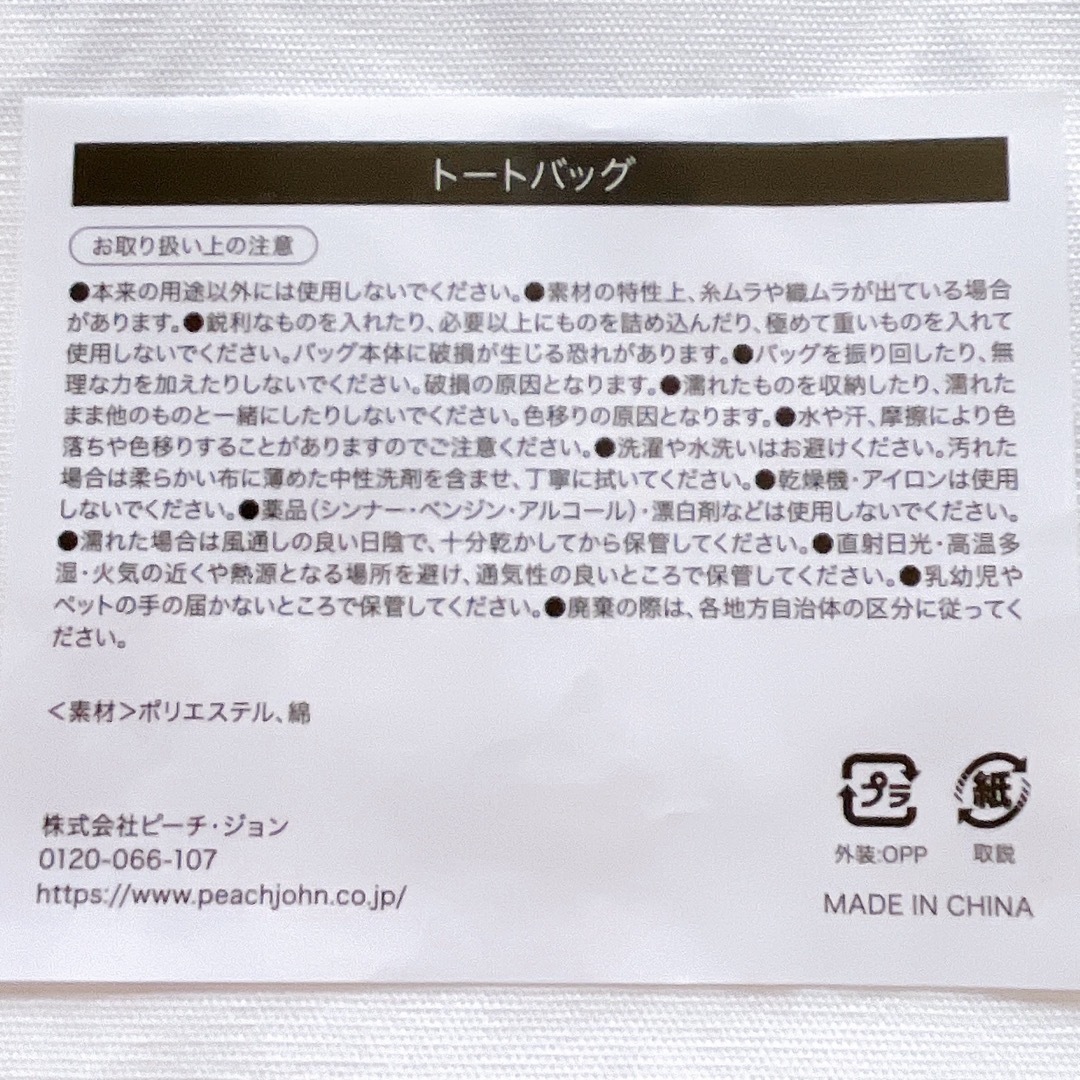 トートバッグ
お取り扱い上の注意
●本来の用途以外には使用しないでください。●素材の特性上、糸ムラや織ムラが出ている場合
があります。●鋭利なものを入れたり、必要以上にものを詰め込んだり、極めて重いものを入れて
使用しないでください。バッグ本体に破損が生じる恐れがあります。●バッグを振り回したり、無
理な力を加えたりしないでください。破損の原因となります。●濡れたものを収納したり、濡れた
まま他のものと一緒にしたりしないでください。色移りの原因となります。●水や汗、摩擦により色
落ちや色移りすることがありますのでご注意ください。●洗濯や水洗いはお避けください。汚れた
場合は柔らかい布に薄めた中性洗剤を含ませ、丁寧に拭いてください。●乾燥機・アイロンは使用
しないでください。●薬品（シンナー・ベンジン・アルコール）・漂白剤などは使用しないでください。
●濡れた場合は風通しの良い日陰で、十分乾かしてから保管してください。●直射日光・高温多
湿・火気の近くや熱源となる場所を避け、通気性の良いところで保管してください。●乳幼児や
ペットの手の届かないところで保管してください。●廃棄の際は、各地方自治体の区分に従ってく
ださい。
＜素材＞ポリエステル、綿
株式会社ピーチ・ジョン
0120-066-107
https://www.peachjohn.co.jp/
プラ 紙
外装:OPP 取説
MADE IN CHINA